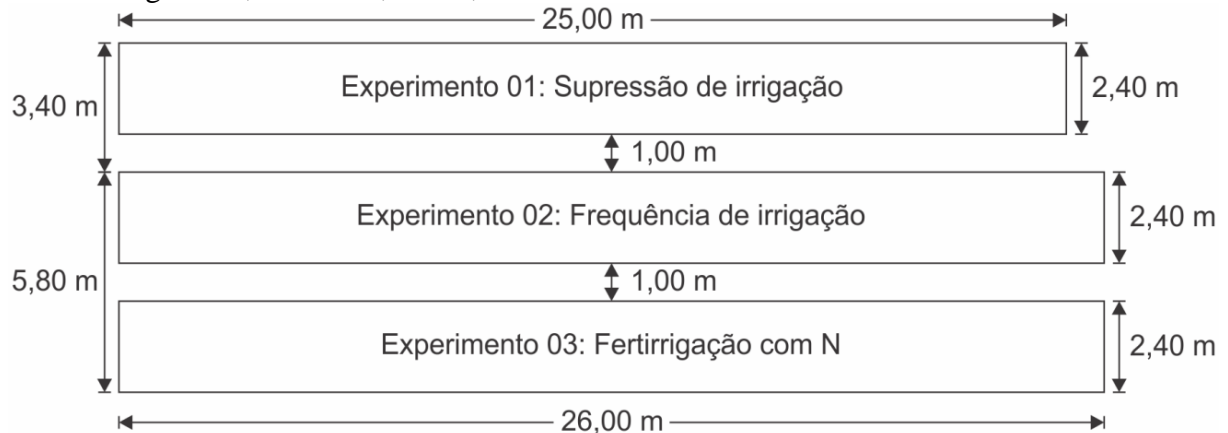 25,00 m
Experimento 01: Supressão de irrigação
2,40 m
3,40 m
1,00 m
Experimento 02: Frequência de irrigação
2,40 m
5,80 m
1,00 m
Experimento 03: Fertirrigação com N
2,40 m
26,00 m